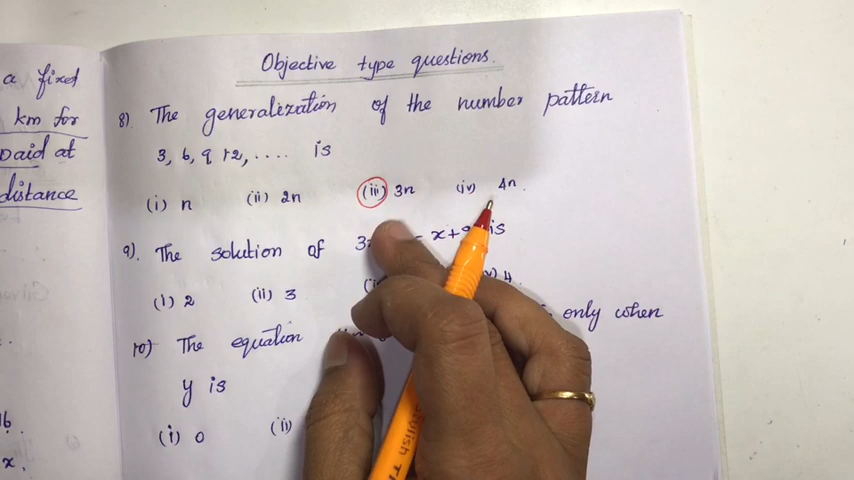 a fixed
km for
paid at
distance
Objective type questions.
8) The generalization of the number pattern
3, 6, 9 12, .... is
(i) n (ii) 2n (iii) 3n (iv) 4n.
9). The solution of 3 x + is
(i) 2 (ii) 3 4.
10) The equation only when
y is
(i) 0 (ii)
x.